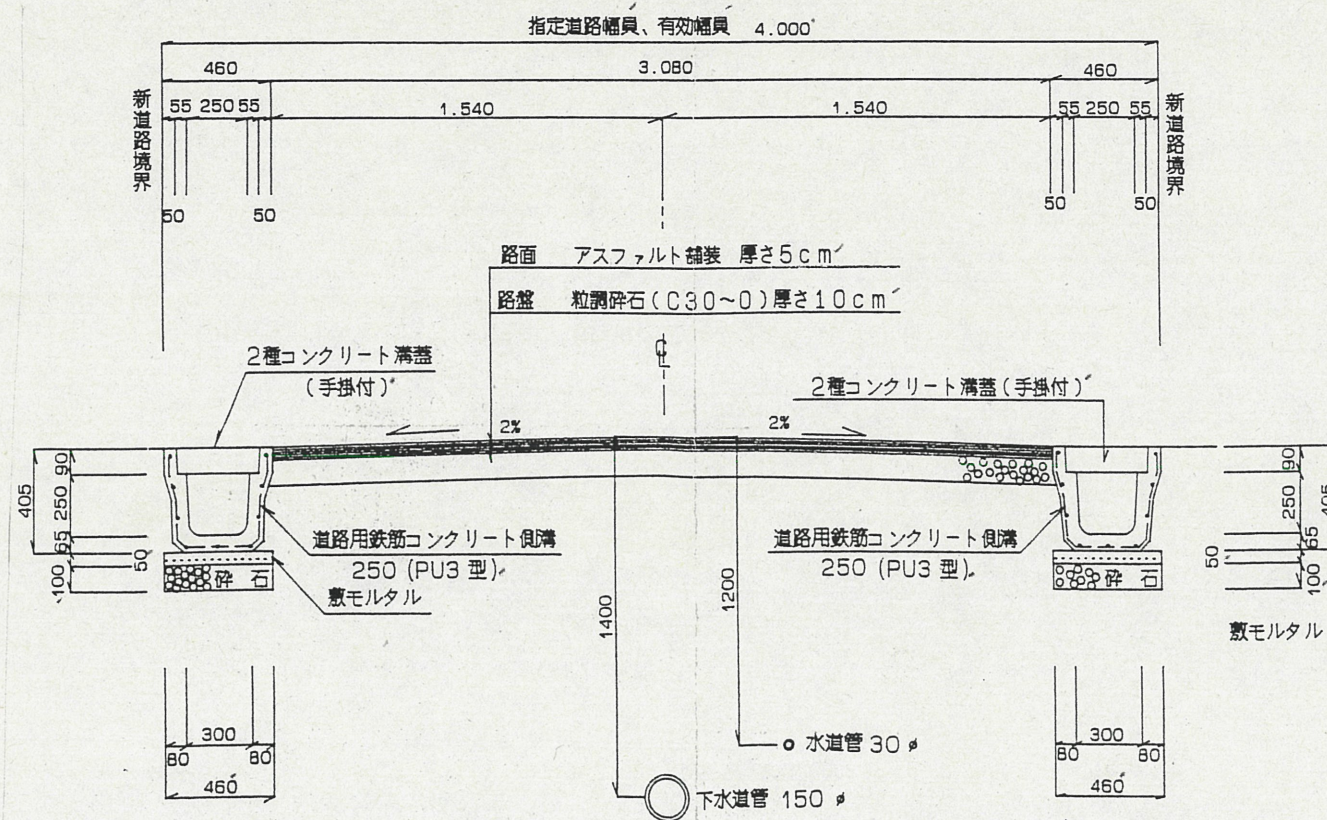 指定道路幅員、有効幅員 4.000
460 3.080 460
新道路境界
55 250 55 1.540 1.540 55 250 55
新道路境界
50 50 50 50
路面 アスファルト舗装 厚さ5cm
路盤 粒調砕石(C30~0)厚さ10cm
CL
2種コンクリート溝蓋
(手掛付)
2種コンクリート溝蓋(手掛付)
2% 2%
405
90
250
65
50
100
90
250
405
65
50
100
道路用鉄筋コンクリート側溝
250 (PU3 型)
道路用鉄筋コンクリート側溝
250 (PU3 型)
砕 石
敷モルタル
砕 石
敷モルタル
1400
1200
300
80 80
460
水道管 30 ø
下水道管 150 ø
300
80 80
460